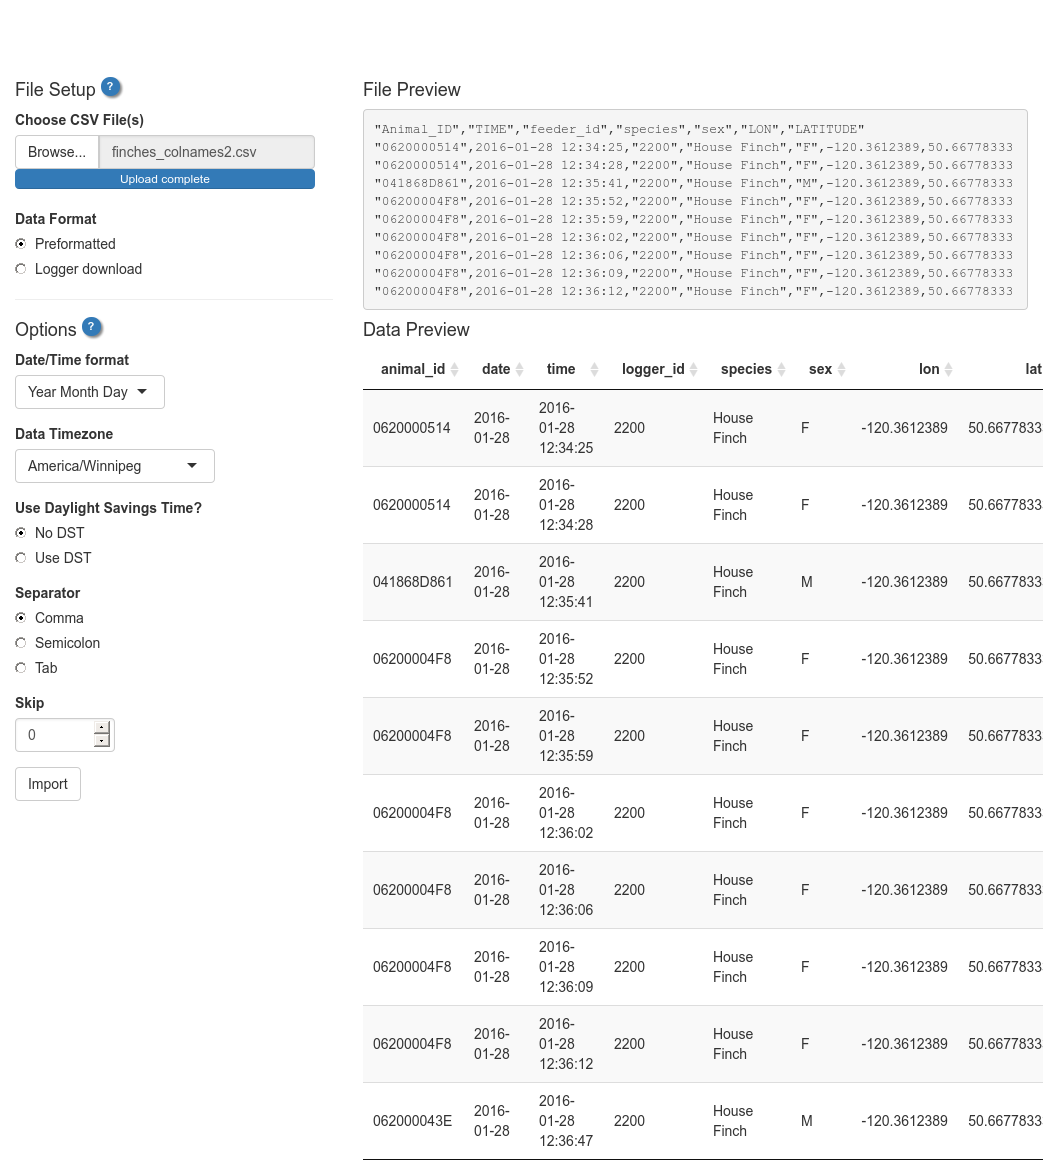 File Setup ?
Choose CSV File(s)
Browse... finches_colnames2.csv
Upload complete
Data Format
Preformatted
Logger download
Options ?
Date/Time format
Year Month Day
Data Timezone
America/Winnipeg
Use Daylight Savings Time?
No DST
Use DST
Separator
Comma
Semicolon
Tab
Skip
0
Import
File Preview
"Animal_ID","TIME","feeder_id","species","sex","LON","LATITUDE"
"0620000514",2016-01-28 12:34:25,"2200","House Finch","F",-120.3612389,50.66778333
"0620000514",2016-01-28 12:34:28,"2200","House Finch","F",-120.3612389,50.66778333
"041868D861",2016-01-28 12:35:41,"2200","House Finch","M",-120.3612389,50.66778333
"06200004F8",2016-01-28 12:35:52,"2200","House Finch","F",-120.3612389,50.66778333
"06200004F8",2016-01-28 12:35:59,"2200","House Finch","F",-120.3612389,50.66778333
"06200004F8",2016-01-28 12:36:02,"2200","House Finch","F",-120.3612389,50.66778333
"06200004F8",2016-01-28 12:36:06,"2200","House Finch","F",-120.3612389,50.66778333
"06200004F8",2016-01-28 12:36:09,"2200","House Finch","F",-120.3612389,50.66778333
"06200004F8",2016-01-28 12:36:12,"2200","House Finch","F",-120.3612389,50.66778333
Data Preview
animal_id date time logger_id species sex lon lat
0620000514 2016-01-28 2016-01-28 12:34:25 2200 House Finch F -120.3612389 50.6677833
0620000514 2016-01-28 2016-01-28 12:34:28 2200 House Finch F -120.3612389 50.6677833
041868D861 2016-01-28 2016-01-28 12:35:41 2200 House Finch M -120.3612389 50.6677833
06200004F8 2016-01-28 2016-01-28 12:35:52 2200 House Finch F -120.3612389 50.6677833
06200004F8 2016-01-28 2016-01-28 12:35:59 2200 House Finch F -120.3612389 50.6677833
06200004F8 2016-01-28 2016-01-28 12:36:02 2200 House Finch F -120.3612389 50.6677833
06200004F8 2016-01-28 2016-01-28 12:36:06 2200 House Finch F -120.3612389 50.6677833
06200004F8 2016-01-28 2016-01-28 12:36:09 2200 House Finch F -120.3612389 50.6677833
06200004F8 2016-01-28 2016-01-28 12:36:12 2200 House Finch F -120.3612389 50.6677833
062000043E 2016-01-28 2016-01-28 12:36:47 2200 House Finch M -120.3612389 50.6677833